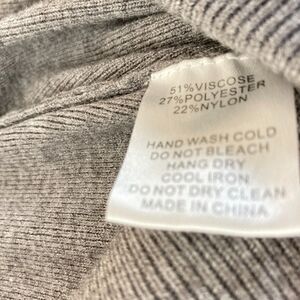 51%VISCOSE
27%POLYESTER
22%NYLON
HAND WASH COLD
DO NOT BLEACH
HANG DRY
COOL IRON
DO NOT DRY CLEAN
MADE IN CHINA